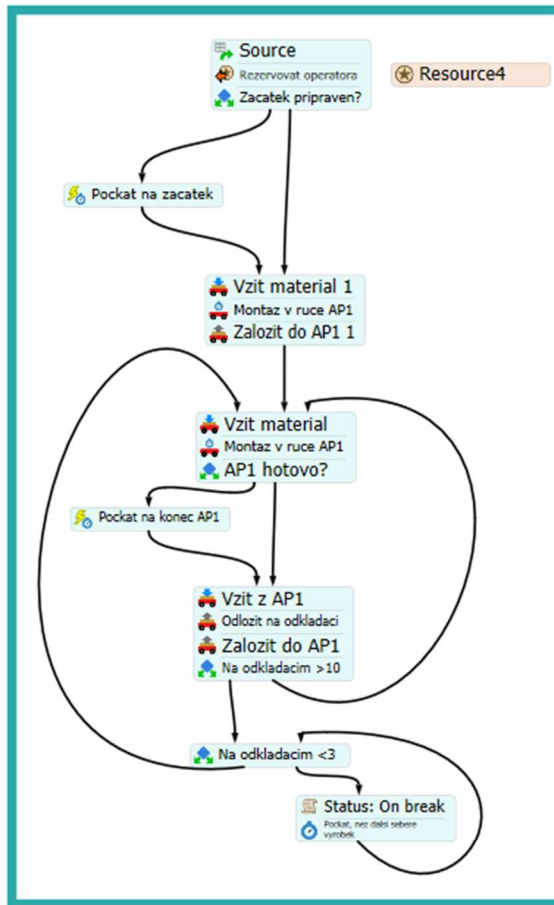 Source
Rezervovat operatora
Zacatek pripraven?
Resource4
Pockat na zacatek
Vzit material 1
Montaz v ruce AP1
Zalozit do AP1 1
Vzit material
Montaz v ruce AP1
AP1 hotovo?
Pockat na konec AP1
Vzit z AP1
Odlozit na odkladaci
Zalozit do AP1
Na odkladacim >10
Na odkladacim <3
Status: On break
Pockat, nez dalsi sebere
vyrobek